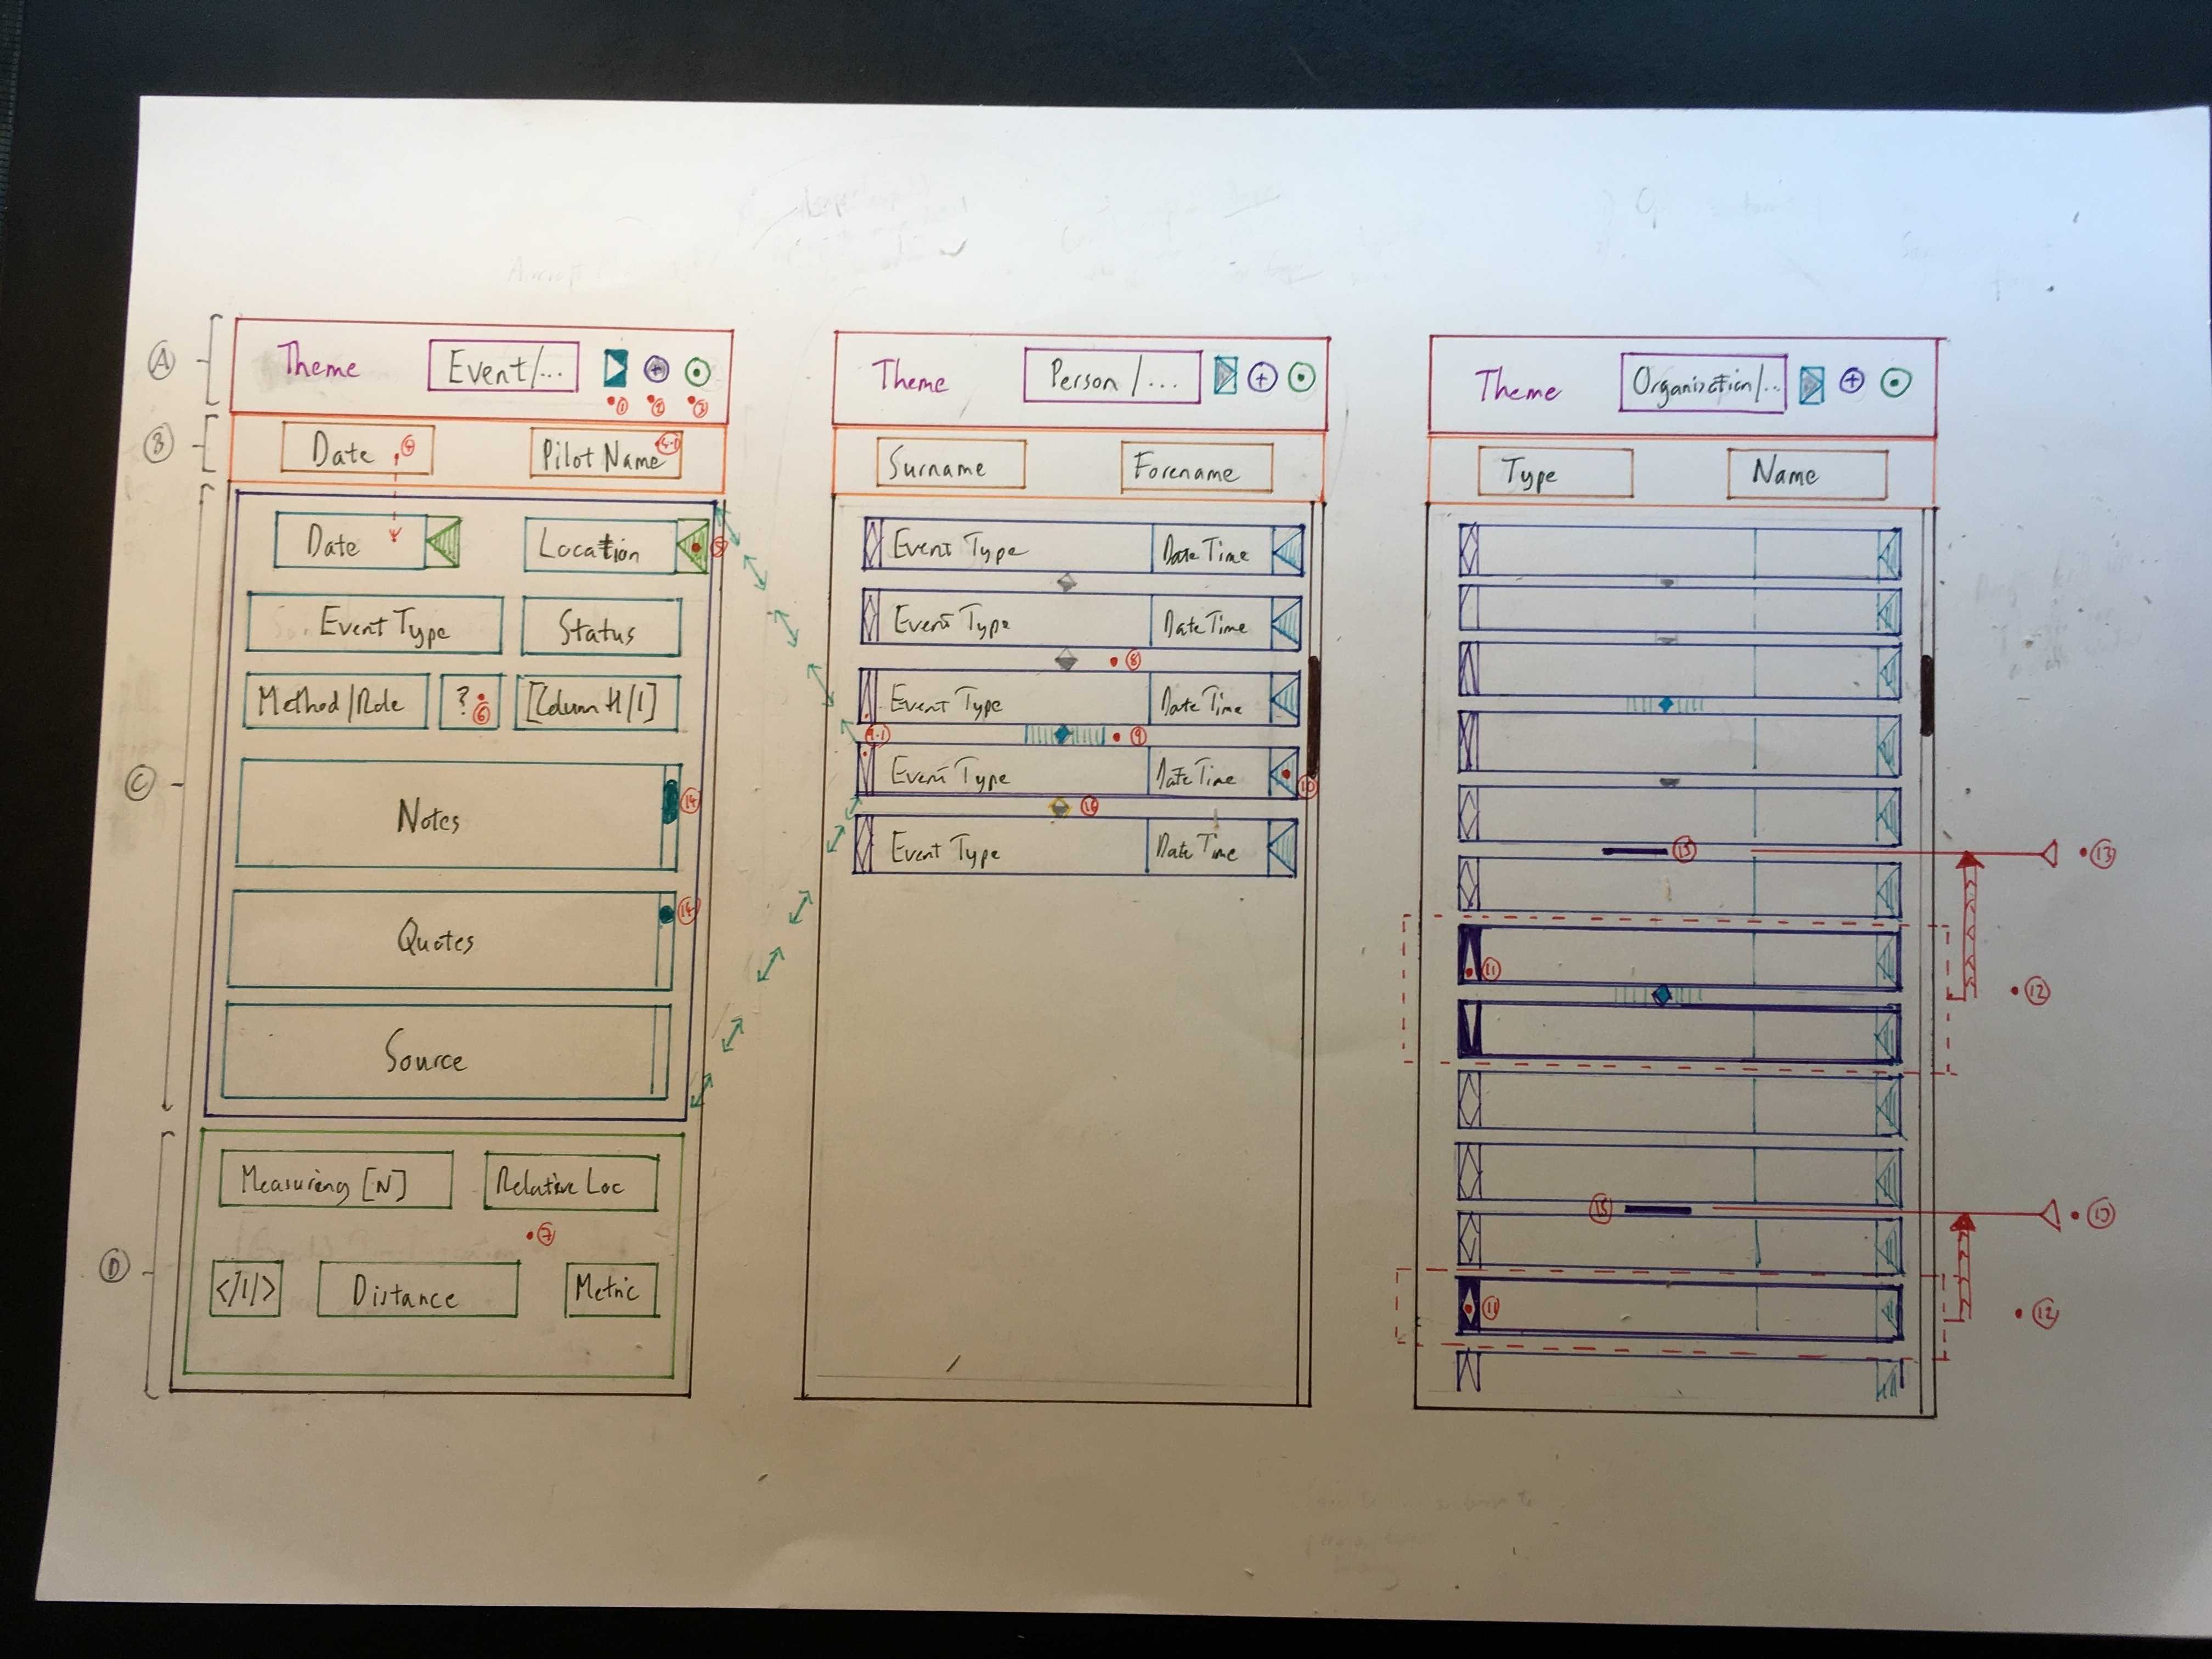 A
Theme
Event/...
1
2
3
B
Date
4
Pilot Name
4.1
C
Date
Location
5
Event Type
Status
Method/Role
?
6
[Column H/I]
Notes
14
Quotes
14
Source
D
Measuring [N]
Relative Loc
7
</1/>
Distance
Metric
Theme
Person/...
Surname
Forename
Event Type
Date Time
Event Type
Date Time
8
Event Type
Date Time
9.1
9
Event Type
Date Time
10
16
Event Type
Date Time
Theme
Organisation/...
Type
Name
15
13
11
12
15
13
11
12